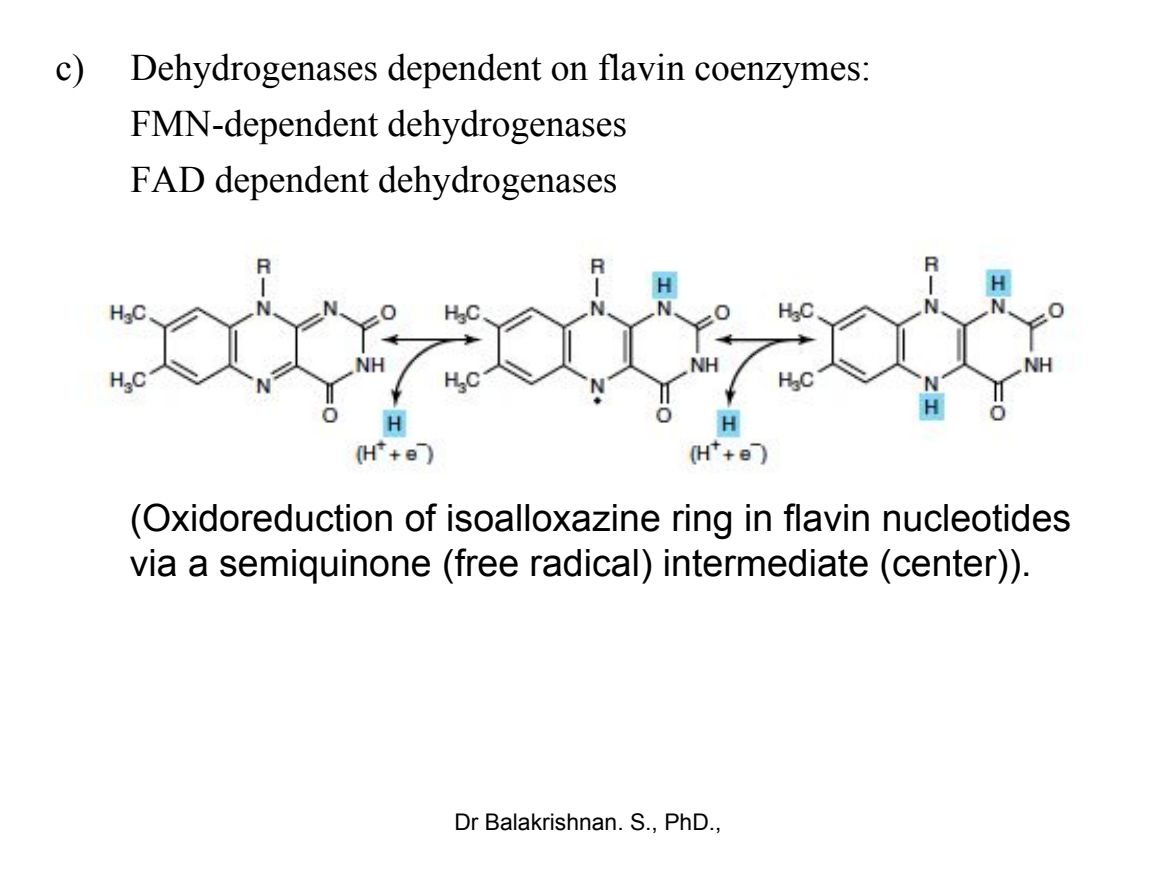 c) Dehydrogenases dependent on flavin coenzymes:
FMN-dependent dehydrogenases
FAD dependent dehydrogenases
R R H R H
H₃C N N O H₃C N N O H₃C N N O
H₃C N NH H₃C N NH H₃C N NH
O O H O
H H
(H⁺ + e⁻) (H⁺ + e⁻)
(Oxidoreduction of isoalloxazine ring in flavin nucleotides
via a semiquinone (free radical) intermediate (center)).
Dr Balakrishnan. S., PhD.,